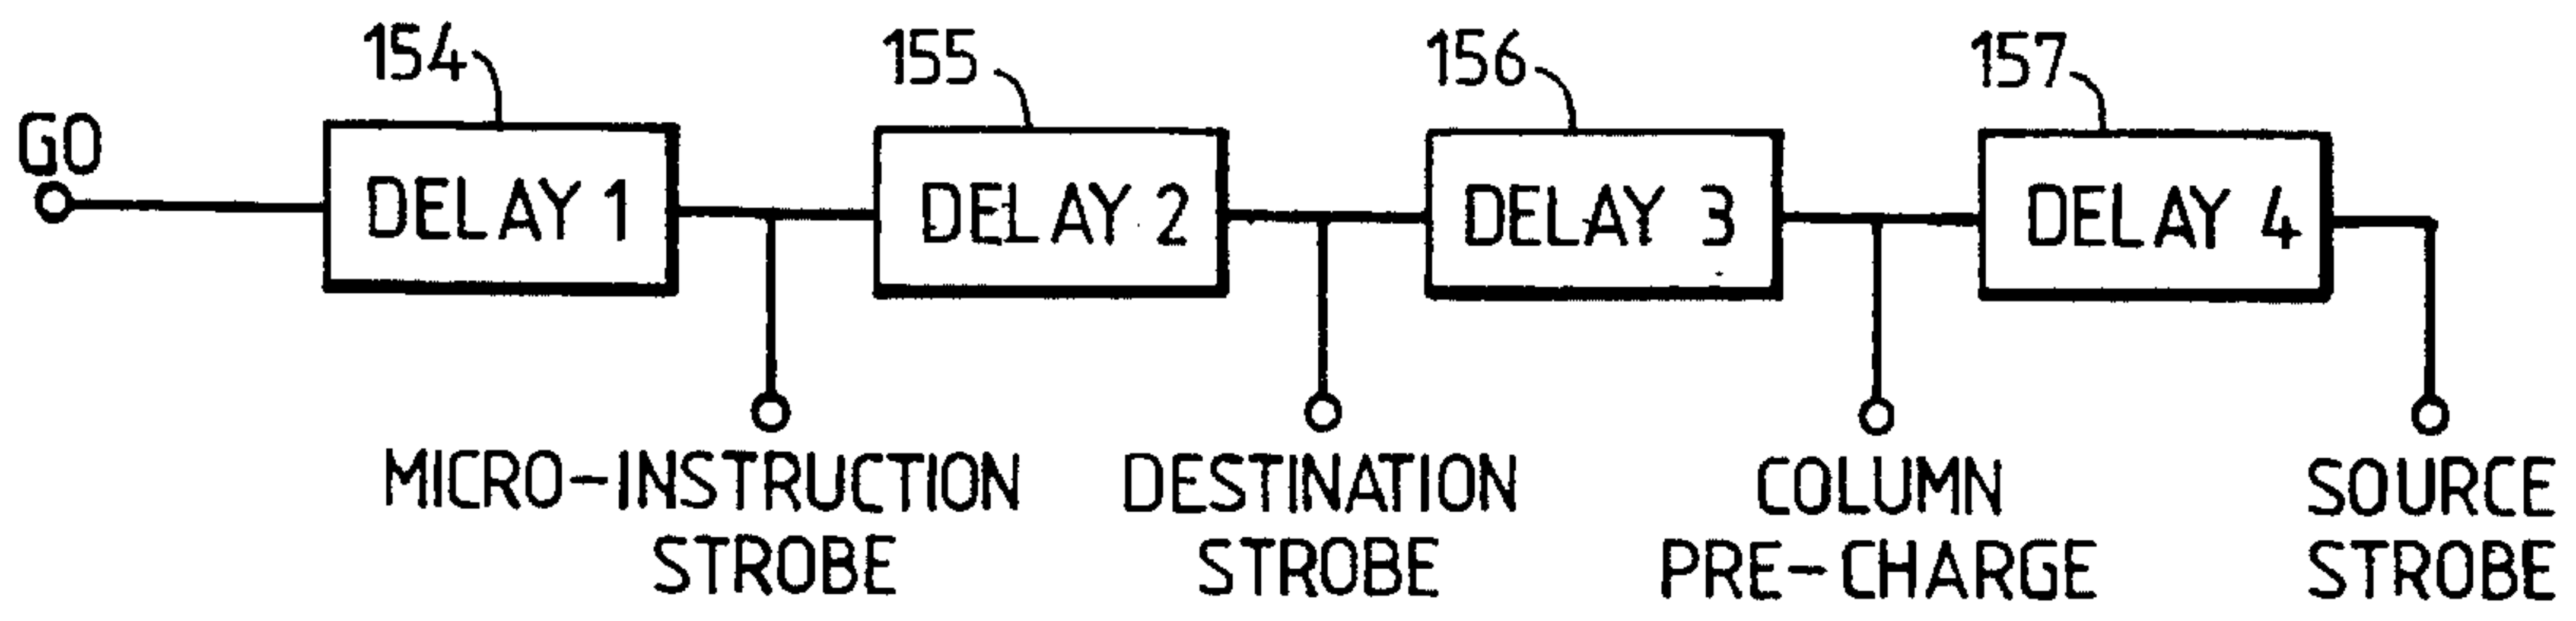 154
155
156
157
GO
DELAY 1
DELAY 2
DELAY 3
DELAY 4
MICRO-INSTRUCTION
STROBE
DESTINATION
STROBE
COLUMN
PRE-CHARGE
SOURCE
STROBE